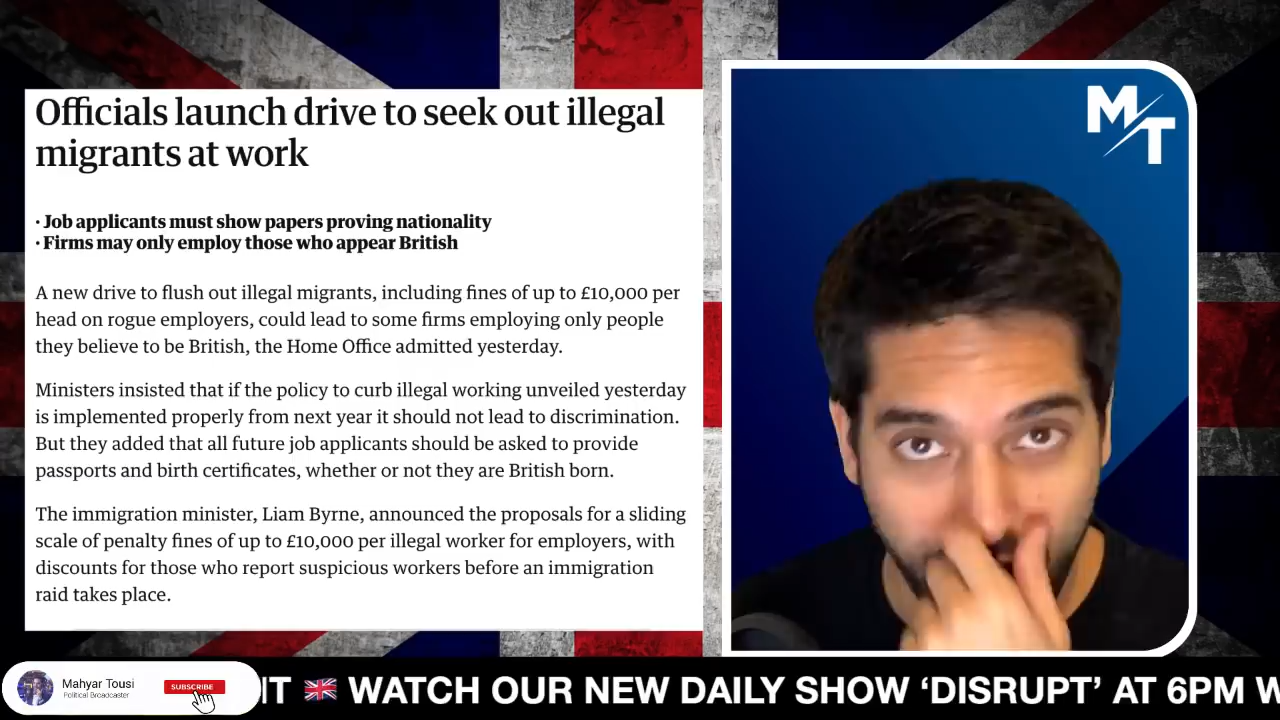 Officials launch drive to seek out illegal
migrants at work
· Job applicants must show papers proving nationality
· Firms may only employ those who appear British
A new drive to flush out illegal migrants, including fines of up to £10,000 per
head on rogue employers, could lead to some firms employing only people
they believe to be British, the Home Office admitted yesterday.
Ministers insisted that if the policy to curb illegal working unveiled yesterday
is implemented properly from next year it should not lead to discrimination.
But they added that all future job applicants should be asked to provide
passports and birth certificates, whether or not they are British born.
The immigration minister, Liam Byrne, announced the proposals for a sliding
scale of penalty fines of up to £10,000 per illegal worker for employers, with
discounts for those who report suspicious workers before an immigration
raid takes place.
M/T
Mahyar Tousi
Political Broadcaster
SUBSCRIBE
IT 🇬🇧 WATCH OUR NEW DAILY SHOW ‘DISRUPT’ AT 6PM W